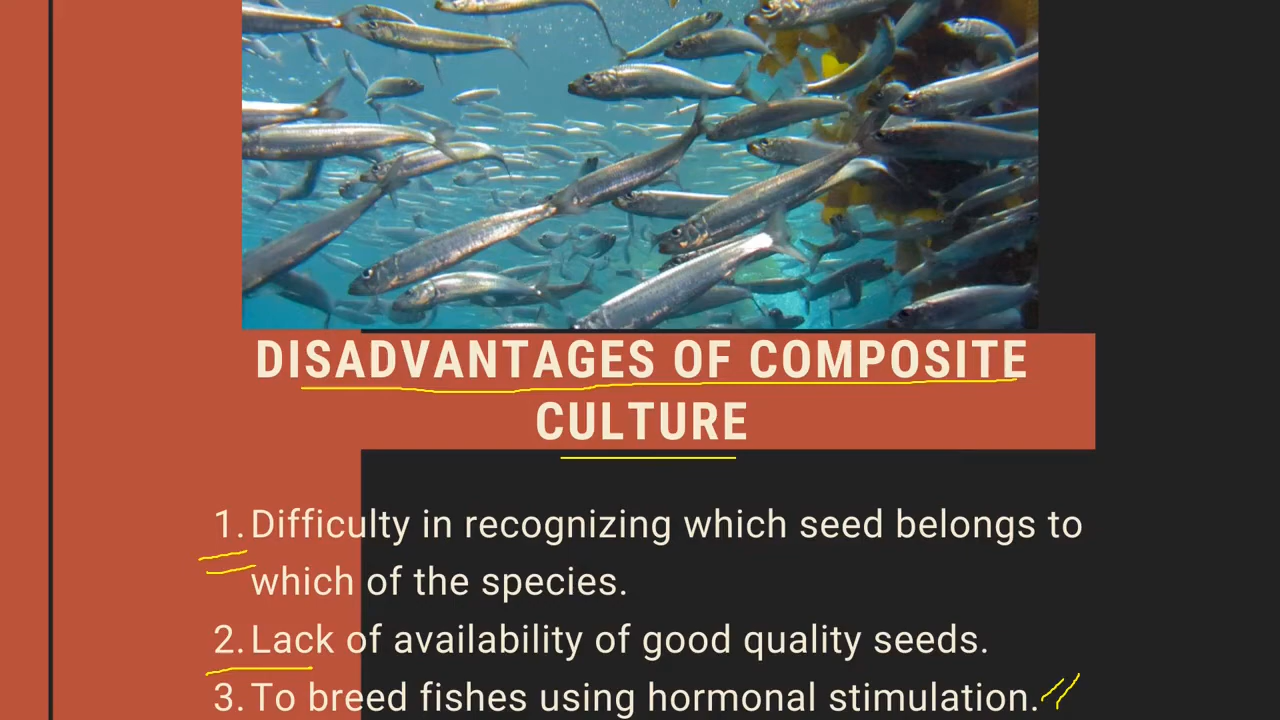 DISADVANTAGES OF COMPOSITE
CULTURE
1. Difficulty in recognizing which seed belongs to
which of the species.
2. Lack of availability of good quality seeds.
3. To breed fishes using hormonal stimulation.